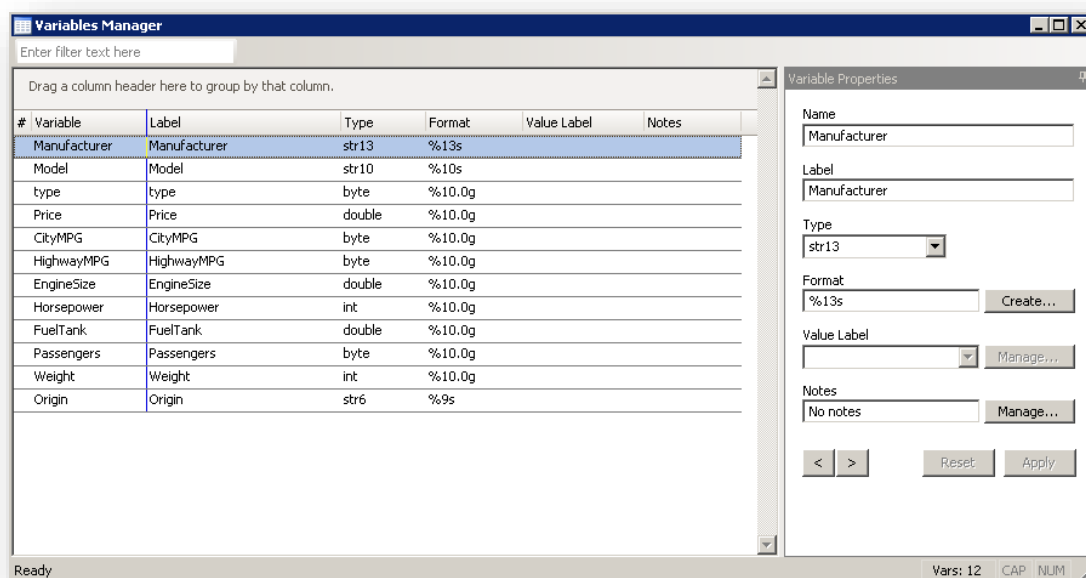 Variables Manager
Enter filter text here
Drag a column header here to group by that column.
# Variable Label Type Format Value Label Notes
Manufacturer Manufacturer str13 %13s
Model Model str10 %10s
type type byte %10.0g
Price Price double %10.0g
CityMPG CityMPG byte %10.0g
HighwayMPG HighwayMPG byte %10.0g
EngineSize EngineSize double %10.0g
Horsepower Horsepower int %10.0g
FuelTank FuelTank double %10.0g
Passengers Passengers byte %10.0g
Weight Weight int %10.0g
Origin Origin str6 %9s
Variable Properties
Name
Manufacturer
Label
Manufacturer
Type
str13
Format
%13s Create...
Value Label
Manage...
Notes
No notes Manage...
< > Reset Apply
Ready Vars: 12 CAP NUM